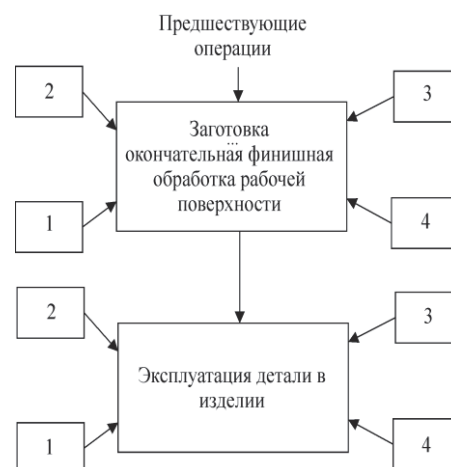 Предшествующие
операции
2
3
Заготовка
...
окончательная финишная
обработка рабочей
поверхности
1
4
2
3
Эксплуатация детали в
изделии
1
4